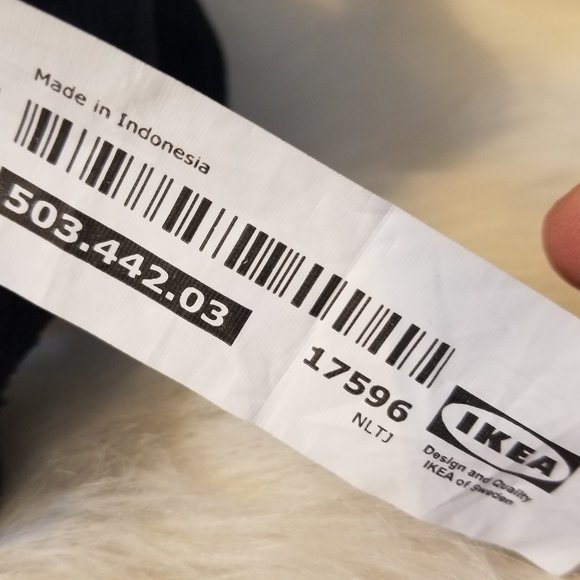 Made in Indonesia
503.442.03
17596
NLTJ
IKEA
Design and Quality
IKEA of Sweden